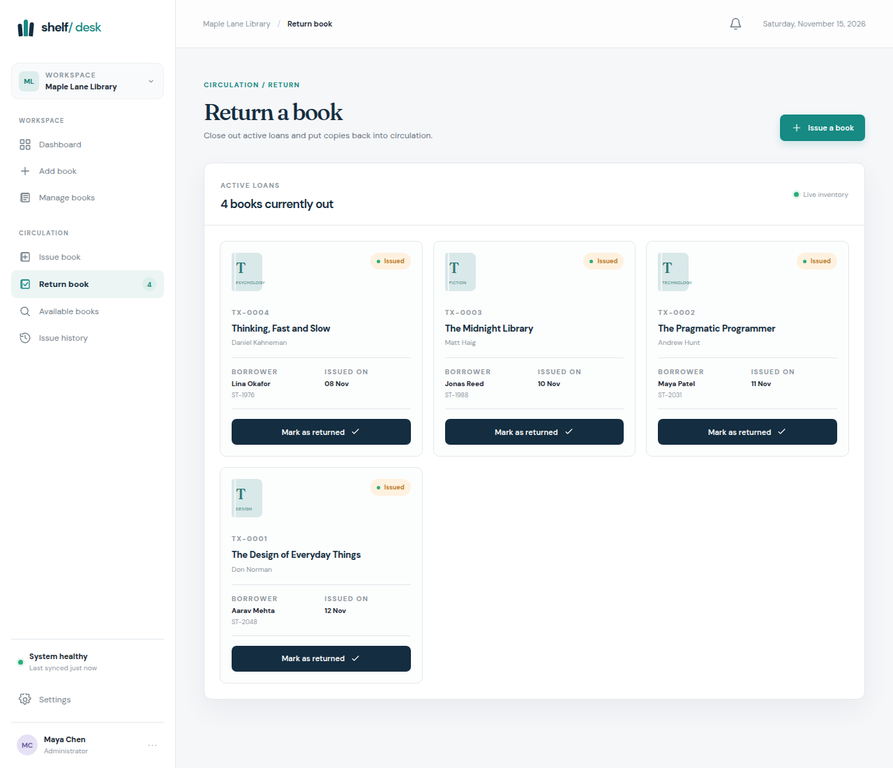 shelf/ desk
ML
WORKSPACE
Maple Lane Library
WORKSPACE
Dashboard
Add book
Manage books
CIRCULATION
Issue book
Return book 4
Available books
Issue history
System healthy
Last synced just now
Settings
MC
Maya Chen
Administrator
Maple Lane Library / Return book
Saturday, November 15, 2026
CIRCULATION / RETURN
Return a book
Close out active loans and put copies back into circulation.
Issue a book
ACTIVE LOANS
4 books currently out
Live inventory
T
PSYCHOLOGY
Issued
TX-0004
Thinking, Fast and Slow
Daniel Kahneman
BORROWER ISSUED ON
Lina Okafor 08 Nov
ST-1976
Mark as returned
T
FICTION
Issued
TX-0003
The Midnight Library
Matt Haig
BORROWER ISSUED ON
Jonas Reed 10 Nov
ST-1988
Mark as returned
T
TECHNOLOGY
Issued
TX-0002
The Pragmatic Programmer
Andrew Hunt
BORROWER ISSUED ON
Maya Patel 11 Nov
ST-2031
Mark as returned
T
DESIGN
Issued
TX-0001
The Design of Everyday Things
Don Norman
BORROWER ISSUED ON
Aarav Mehta 12 Nov
ST-2048
Mark as returned